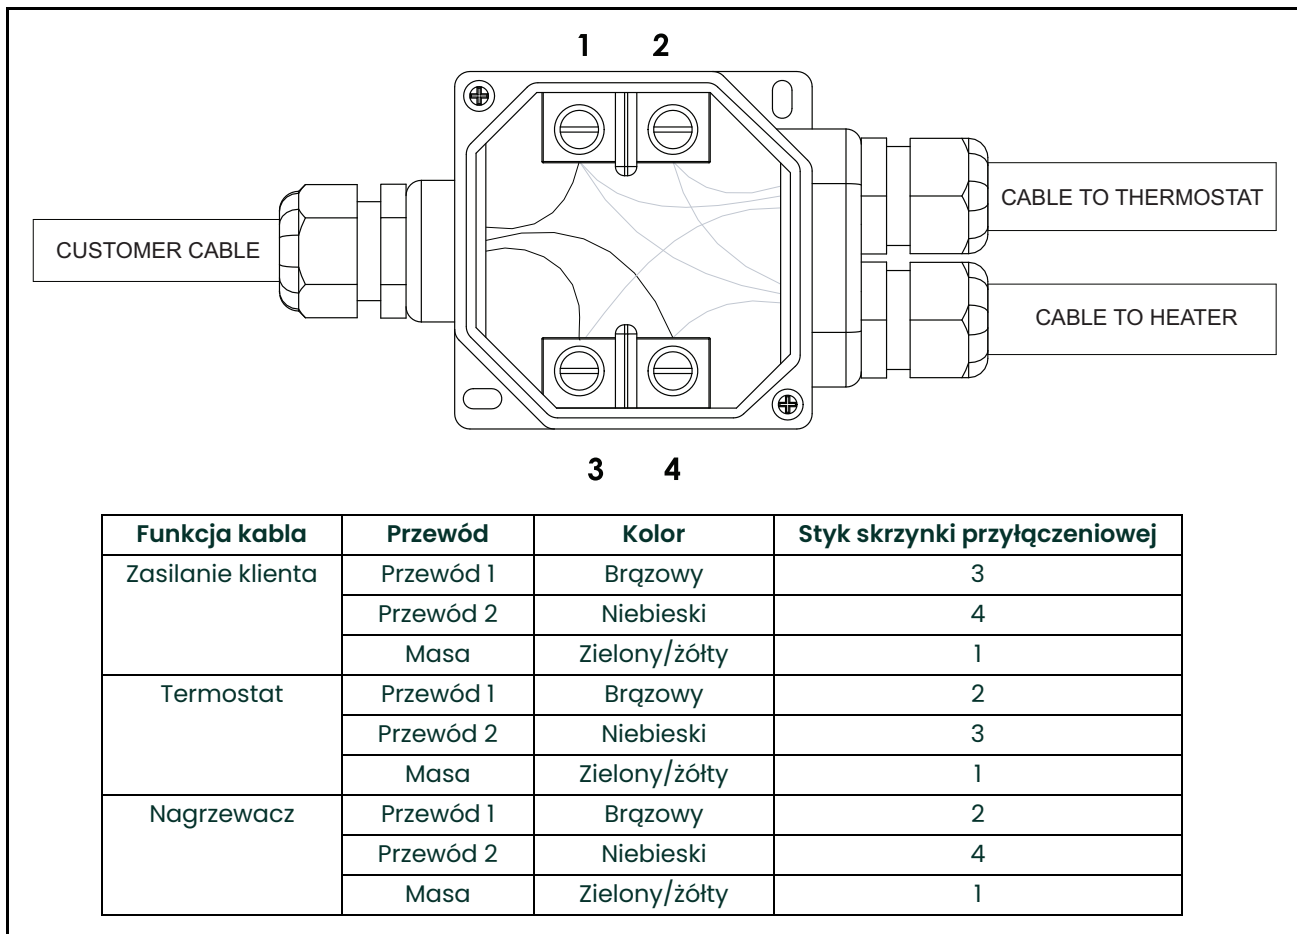 1 2
CUSTOMER CABLE
CABLE TO THERMOSTAT
CABLE TO HEATER
3 4
Funkcja kabla Przewód Kolor Styk skrzynki przyłączeniowej
Zasilanie klienta Przewód 1 Brązowy 3
Przewód 2 Niebieski 4
Masa Zielony/żółty 1
Termostat Przewód 1 Brązowy 2
Przewód 2 Niebieski 3
Masa Zielony/żółty 1
Nagrzewacz Przewód 1 Brązowy 2
Przewód 2 Niebieski 4
Masa Zielony/żółty 1